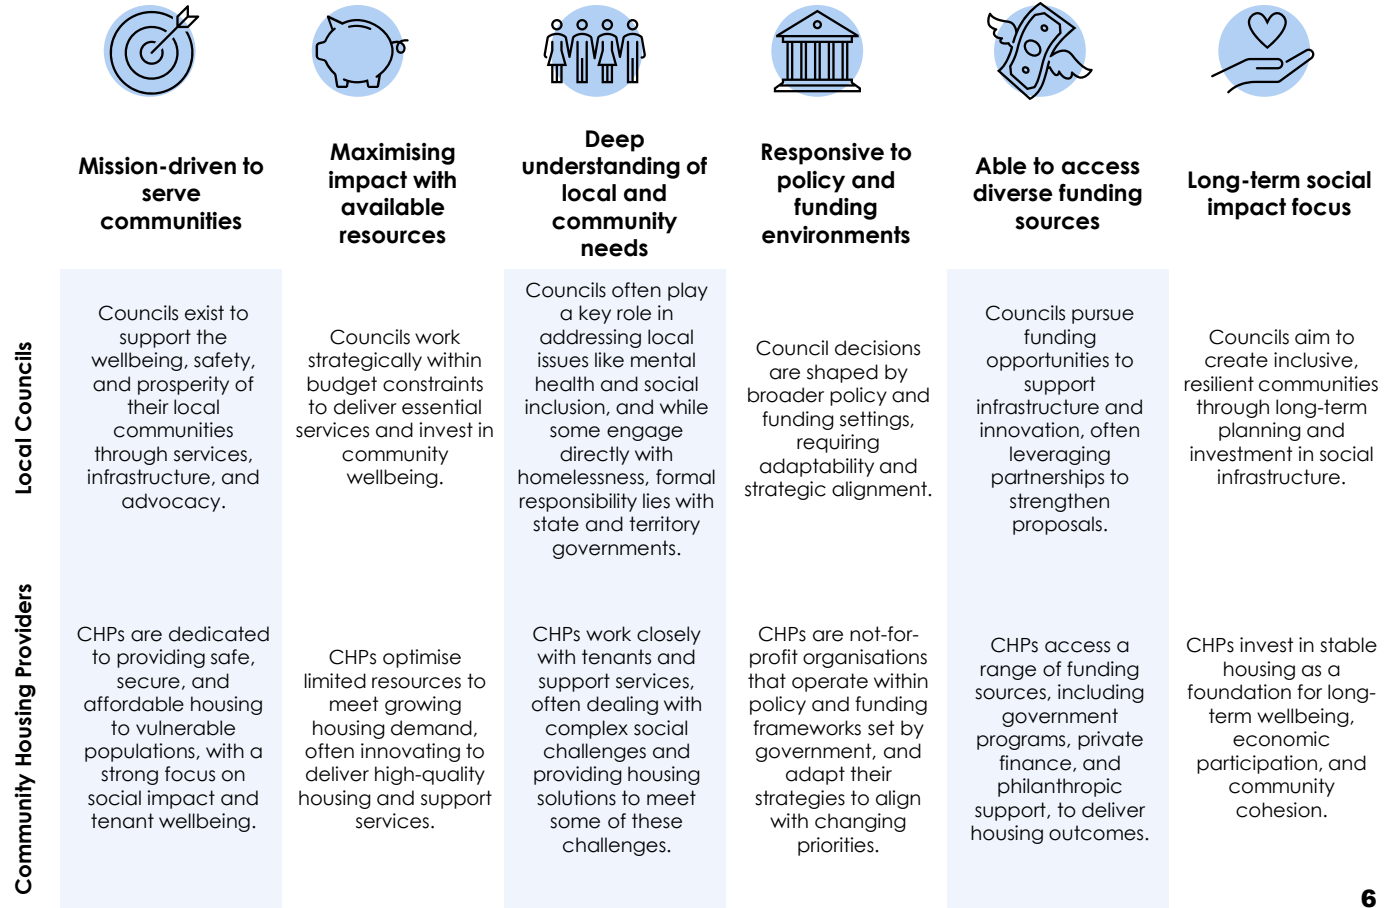 Mission-driven to
serve
communities
Maximising
impact with
available
resources
Deep
understanding of
local and
community
needs
Responsive to
policy and
funding
environments
Able to access
diverse funding
sources
Long-term social
impact focus
Local Councils
Councils exist to
support the
wellbeing, safety,
and prosperity of
their local
communities
through services,
infrastructure, and
advocacy.
Councils work
strategically within
budget constraints
to deliver essential
services and invest in
community
wellbeing.
Councils often play
a key role in
addressing local
issues like mental
health and social
inclusion, and while
some engage
directly with
homelessness, formal
responsibility lies with
state and territory
governments.
Council decisions
are shaped by
broader policy and
funding settings,
requiring
adaptability and
strategic alignment.
Councils pursue
funding
opportunities to
support
infrastructure and
innovation, often
leveraging
partnerships to
strengthen
proposals.
Councils aim to
create inclusive,
resilient communities
through long-term
planning and
investment in social
infrastructure.
Community Housing Providers
CHPs are dedicated
to providing safe,
secure, and
affordable housing
to vulnerable
populations, with a
strong focus on
social impact and
tenant wellbeing.
CHPs optimise
limited resources to
meet growing
housing demand,
often innovating to
deliver high-quality
housing and support
services.
CHPs work closely
with tenants and
support services,
often dealing with
complex social
challenges and
providing housing
solutions to meet
some of these
challenges.
CHPs are not-for-
profit organisations
that operate within
policy and funding
frameworks set by
government, and
adapt their
strategies to align
with changing
priorities.
CHPs access a
range of funding
sources, including
government
programs, private
finance, and
philanthropic
support, to deliver
housing outcomes.
CHPs invest in stable
housing as a
foundation for long-
term wellbeing,
economic
participation, and
community
cohesion.
6